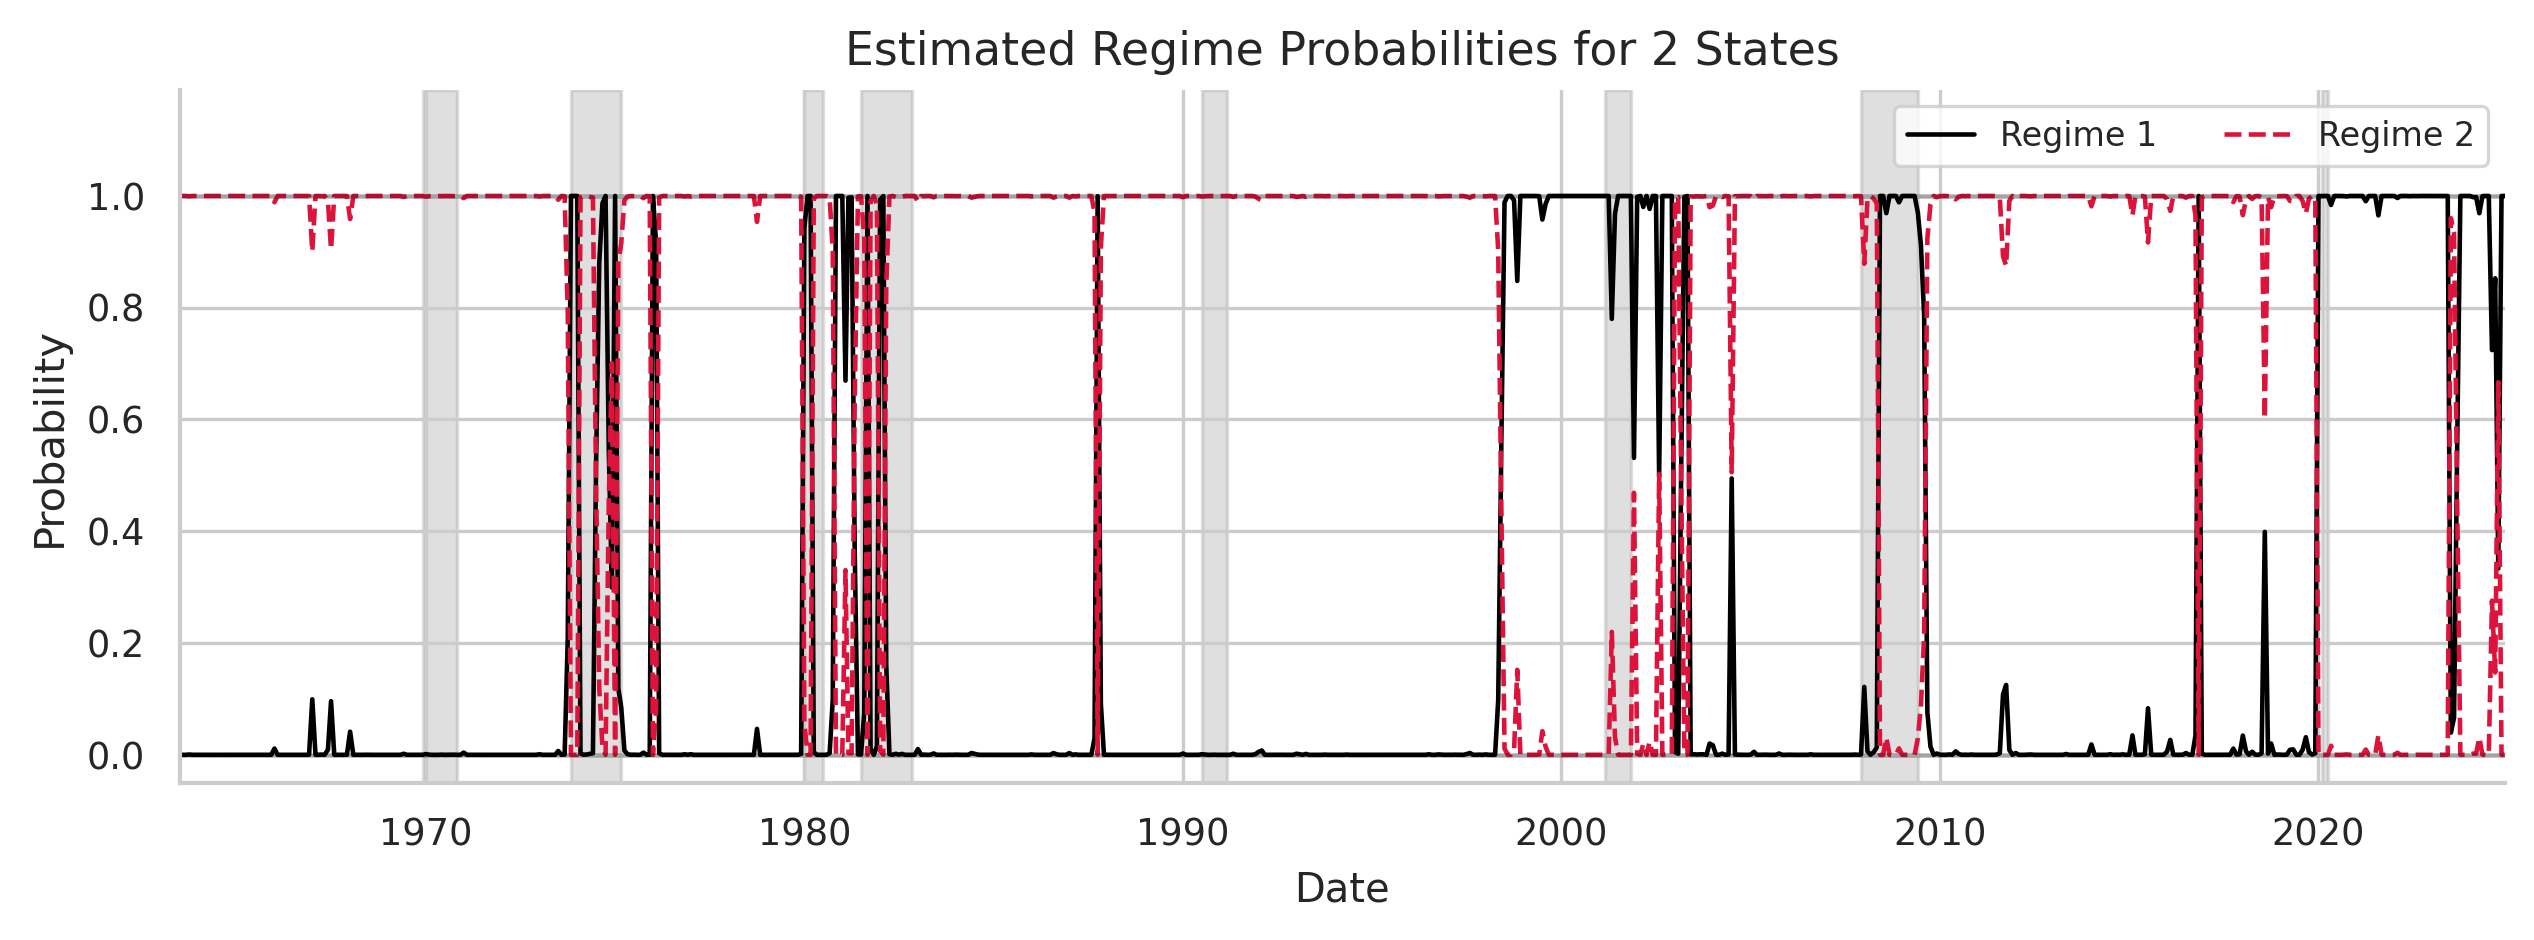 Estimated Regime Probabilities for 2 States
Regime 1 Regime 2
1.0
0.8
0.6
0.4
0.2
0.0
Probability
1970 1980 1990 2000 2010 2020
Date